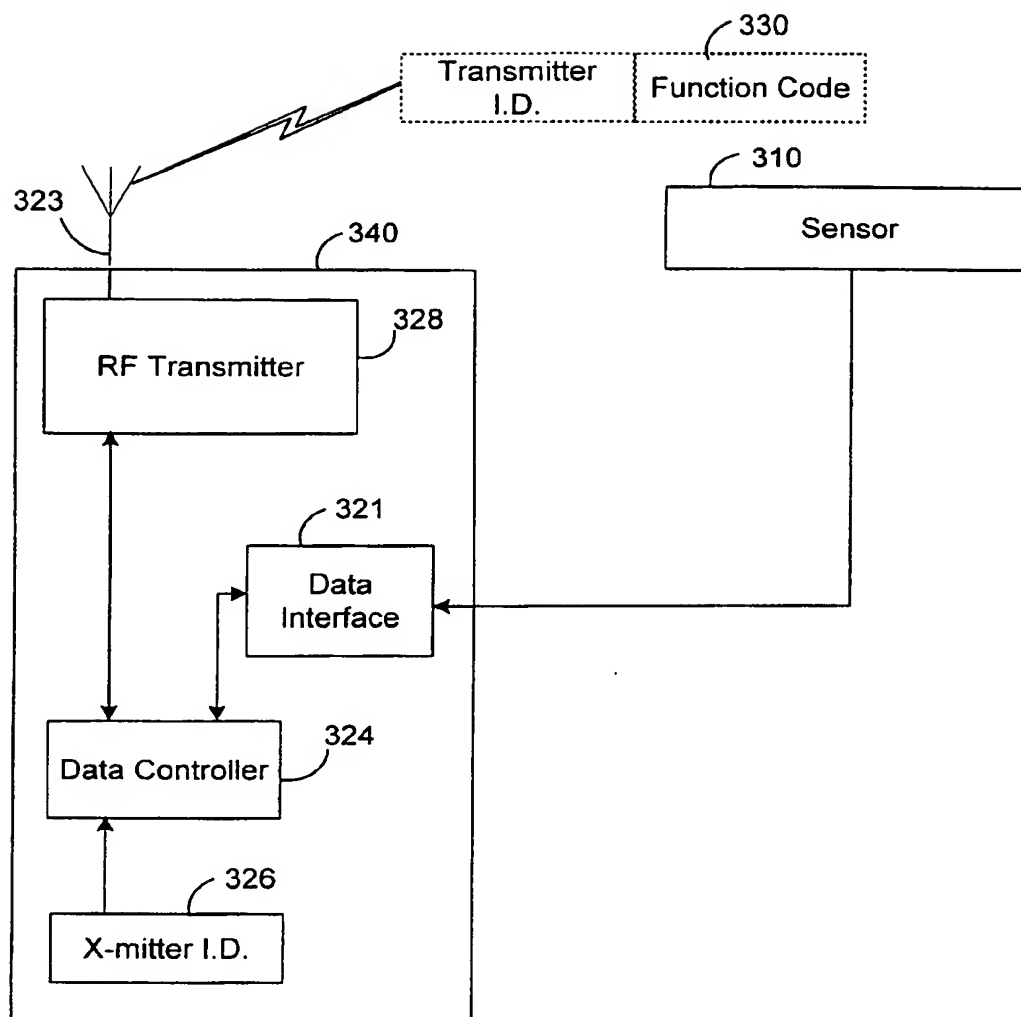 330
Transmitter
I.D.
Function Code
310
Sensor
323
340
328
RF Transmitter
321
Data
Interface
324
Data Controller
326
X-mitter I.D.